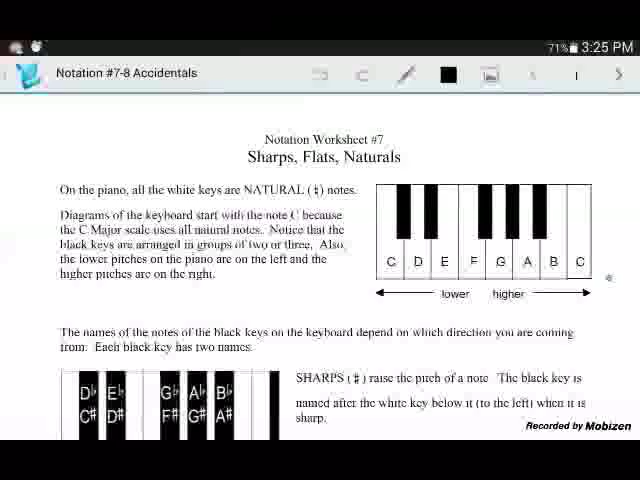 71% 3:25 PM
Notation #7-8 Accidentals
1
Notation Worksheet #7
Sharps, Flats, Naturals
On the piano, all the white keys are NATURAL (♮) notes.
Diagrams of the keyboard start with the note C because
the C Major scale uses all natural notes. Notice that the
black keys are arranged in groups of two or three. Also,
the lower pitches on the piano are on the left and the
higher pitches are on the right.
C D E F G A B C
lower higher
The names of the notes of the black keys on the keyboard depend on which direction you are coming
from. Each black key has two names.
D♭ E♭ G♭ A♭ B♭
C# D# F# G# A#
SHARPS (♯) raise the pitch of a note. The black key is
named after the white key below it (to the left) when it is
sharp.
Recorded by Mobizen